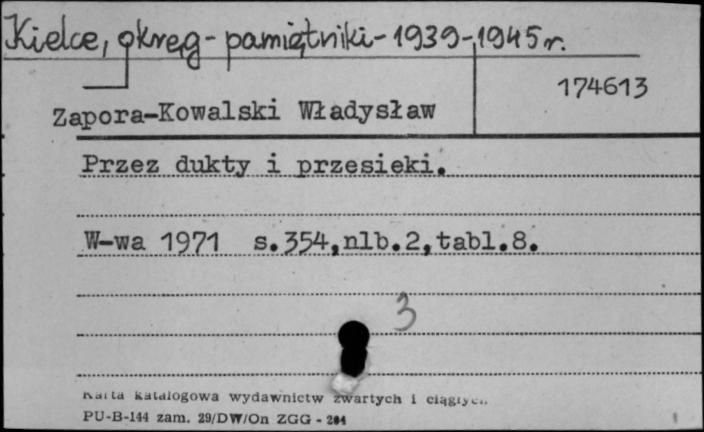 Kielce, okręg - pamiętniki - 1939-1945 r.
174613
Zapora-Kowalski Władysław
Przez dukty i przesieki.
W-wa 1971 s.354,nlb.2,tabl.8.
3
Karta katalogowa wydawnictw zwartych i ciągłych
PU-B-144 zam. 29/DW/On ZGG - 204